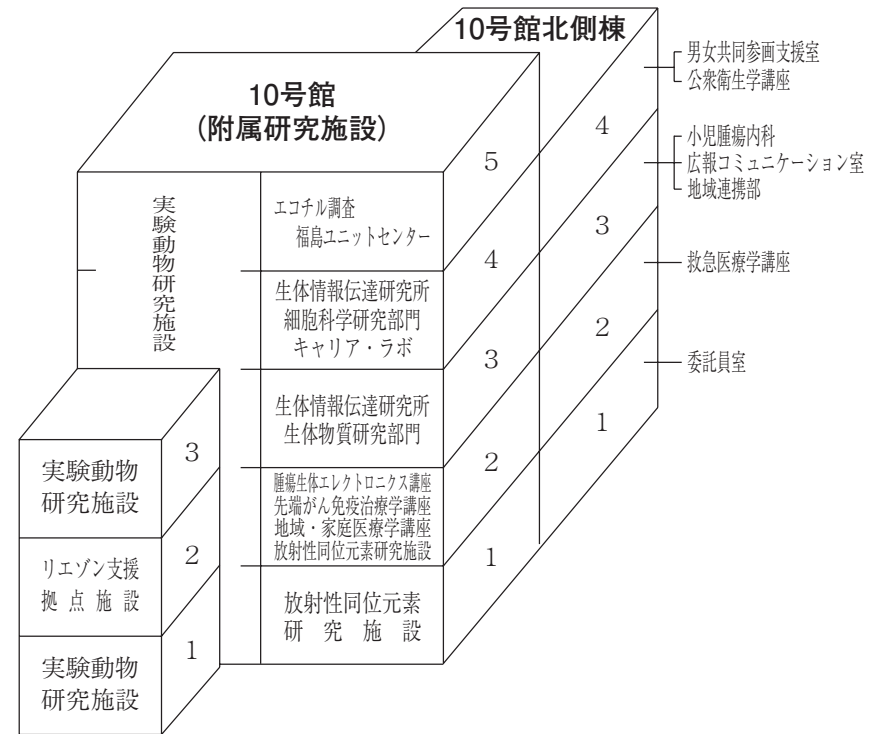 10号館北側棟
10号館
(附属研究施設)
男女共同参画支援室
公衆衛生学講座
小児腫瘍内科
広報コミュニケーション室
地域連携部
救急医療学講座
委託員室
4
3
2
1
5
4
3
2
1
実験動物研究施設
エコチル調査
福島ユニットセンター
生体情報伝達研究所
細胞科学研究部門
キャリア・ラボ
生体情報伝達研究所
生体物質研究部門
腫瘍生体エレクトロニクス講座
先端がん免疫治療学講座
地域・家庭医療学講座
放射性同位元素研究施設
放射性同位元素
研究施設
3
2
1
実験動物
研究施設
リエゾン支援
拠点施設
実験動物
研究施設